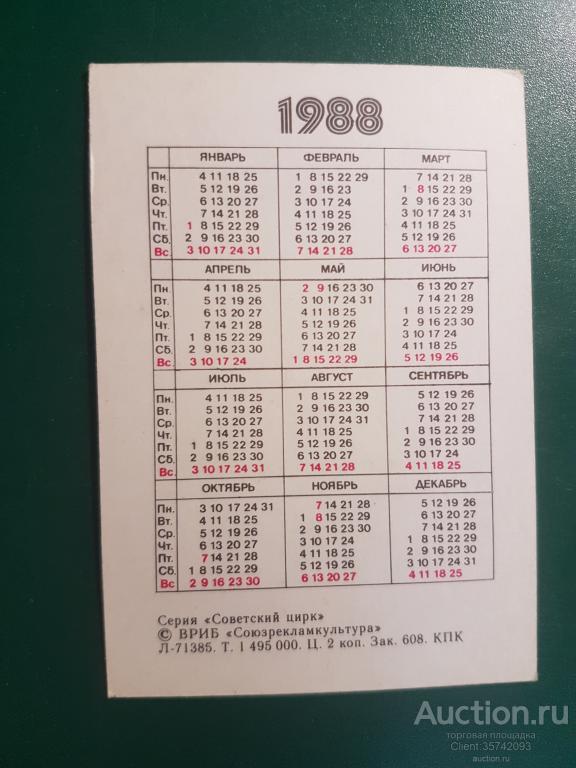 1988
ЯНВАРЬ ФЕВРАЛЬ МАРТ
Пн. 4 11 18 25 1 8 15 22 29 7 14 21 28
Вт. 5 12 19 26 2 9 16 23 1 8 15 22 29
Ср. 6 13 20 27 3 10 17 24 2 9 16 23 30
Чт. 7 14 21 28 4 11 18 25 3 10 17 24 31
Пт. 1 8 15 22 29 5 12 19 26 4 11 18 25
Сб. 2 9 16 23 30 6 13 20 27 5 12 19 26
Вс. 3 10 17 24 31 7 14 21 28 6 13 20 27
АПРЕЛЬ МАЙ ИЮНЬ
Пн. 4 11 18 25 2 9 16 23 30 6 13 20 27
Вт. 5 12 19 26 3 10 17 24 31 7 14 21 28
Ср. 6 13 20 27 4 11 18 25 1 8 15 22 29
Чт. 7 14 21 28 5 12 19 26 2 9 16 23 30
Пт. 1 8 15 22 29 6 13 20 27 3 10 17 24
Сб. 2 9 16 23 30 7 14 21 28 4 11 18 25
Вс. 3 10 17 24 1 8 15 22 29 5 12 19 26
ИЮЛЬ АВГУСТ СЕНТЯБРЬ
Пн. 4 11 18 25 1 8 15 22 29 5 12 19 26
Вт. 5 12 19 26 2 9 16 23 30 6 13 20 27
Ср. 6 13 20 27 3 10 17 24 31 7 14 21 28
Чт. 7 14 21 28 4 11 18 25 1 8 15 22 29
Пт. 1 8 15 22 29 5 12 19 26 2 9 16 23 30
Сб. 2 9 16 23 30 6 13 20 27 3 10 17 24
Вс. 3 10 17 24 31 7 14 21 28 4 11 18 25
ОКТЯБРЬ НОЯБРЬ ДЕКАБРЬ
Пн. 3 10 17 24 31 7 14 21 28 5 12 19 26
Вт. 4 11 18 25 1 8 15 22 29 6 13 20 27
Ср. 5 12 19 26 2 9 16 23 30 7 14 21 28
Чт. 6 13 20 27 3 10 17 24 1 8 15 22 29
Пт. 7 14 21 28 4 11 18 25 2 9 16 23 30
Сб. 1 8 15 22 29 5 12 19 26 3 10 17 24 31
Вс 2 9 16 23 30 6 13 20 27 4 11 18 25
Серия «Советский цирк»
© ВРИБ «Союзрекламкультура»
Л-71385. Т. 1 495 000. Ц. 2 коп. Зак. 608. КПК
Auction.ru
торговая площадка
Client:35742093
auction.ru